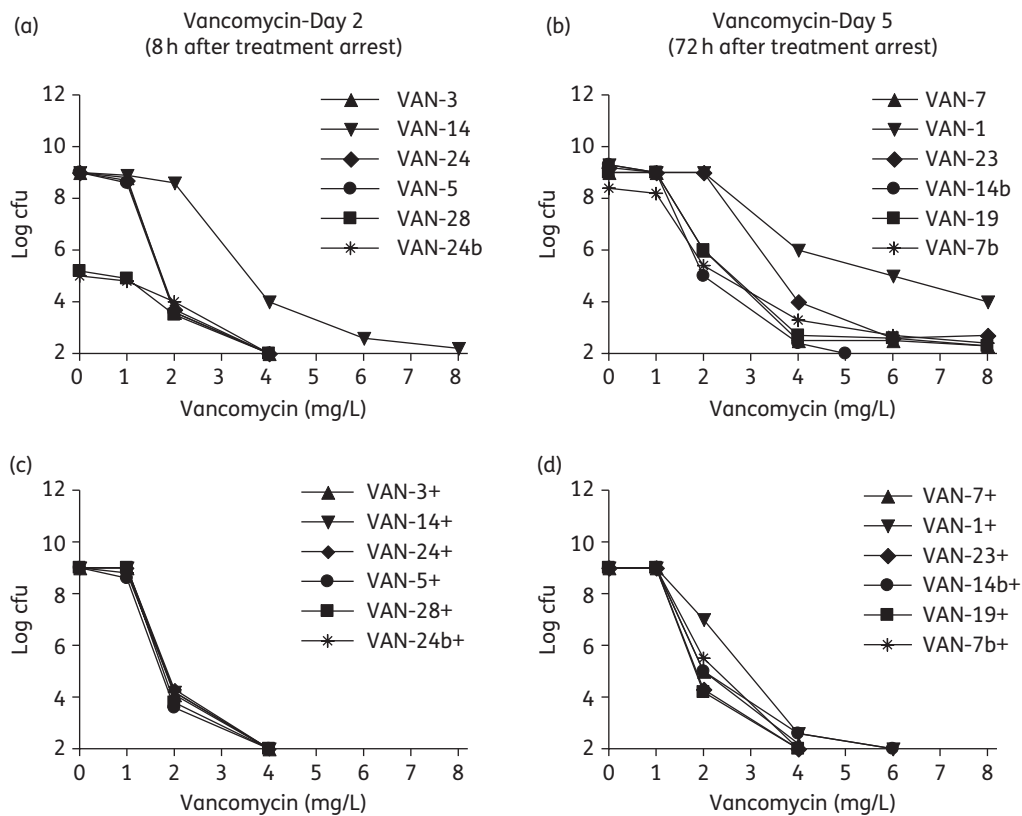 (a)
Vancomycin-Day 2
(8 h after treatment arrest)
12
10
8
6
4
2
Log cfu
0 1 2 3 4 5 6 7 8
Vancomycin (mg/L)
VAN-3
VAN-14
VAN-24
VAN-5
VAN-28
VAN-24b
(b)
Vancomycin-Day 5
(72 h after treatment arrest)
12
10
8
6
4
2
Log cfu
0 1 2 3 4 5 6 7 8
Vancomycin (mg/L)
VAN-7
VAN-1
VAN-23
VAN-14b
VAN-19
VAN-7b
(c)
12
10
8
6
4
2
Log cfu
0 1 2 3 4 5 6 7 8
Vancomycin (mg/L)
VAN-3+
VAN-14+
VAN-24+
VAN-5+
VAN-28+
VAN-24b+
(d)
12
10
8
6
4
2
Log cfu
0 1 2 3 4 5 6 7 8
Vancomycin (mg/L)
VAN-7+
VAN-1+
VAN-23+
VAN-14b+
VAN-19+
VAN-7b+